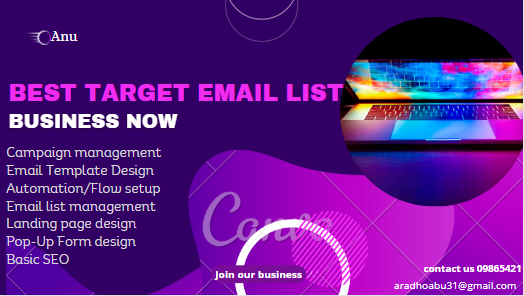 Anu
BEST TARGET EMAIL LIST
BUSINESS NOW
Campaign management
Email Template Design
Automation/Flow setup
Email list management
Landing page design
Pop-Up Form design
Basic SEO
Canva
Join our business
contact us 09865421
aradhoabu31@gmail.com